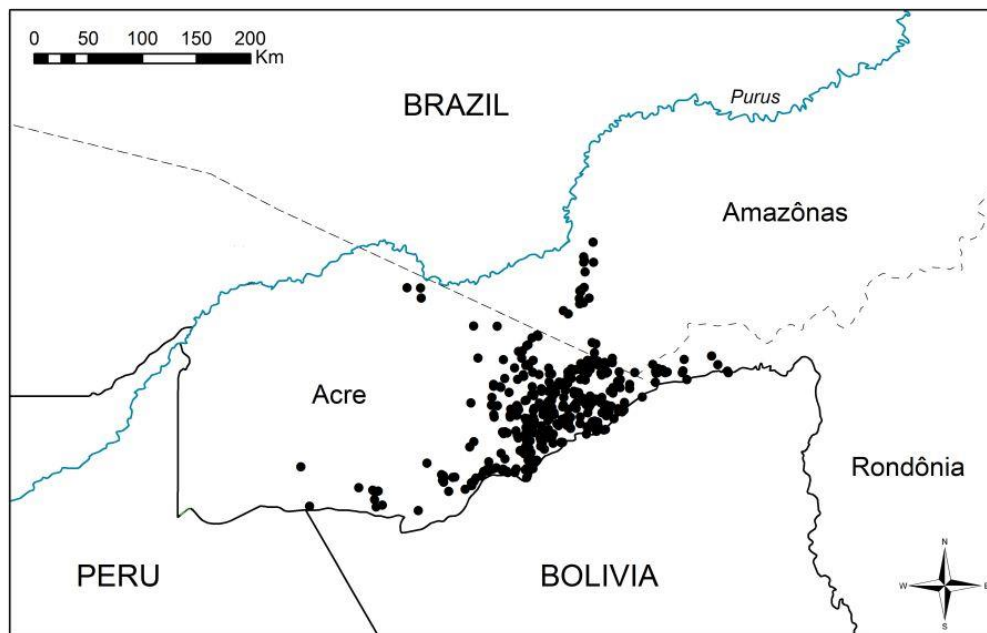 0 50 100 150 200
Km
BRAZIL
Purus
Amazônas
Acre
Rondônia
PERU
BOLIVIA
N
W E
S